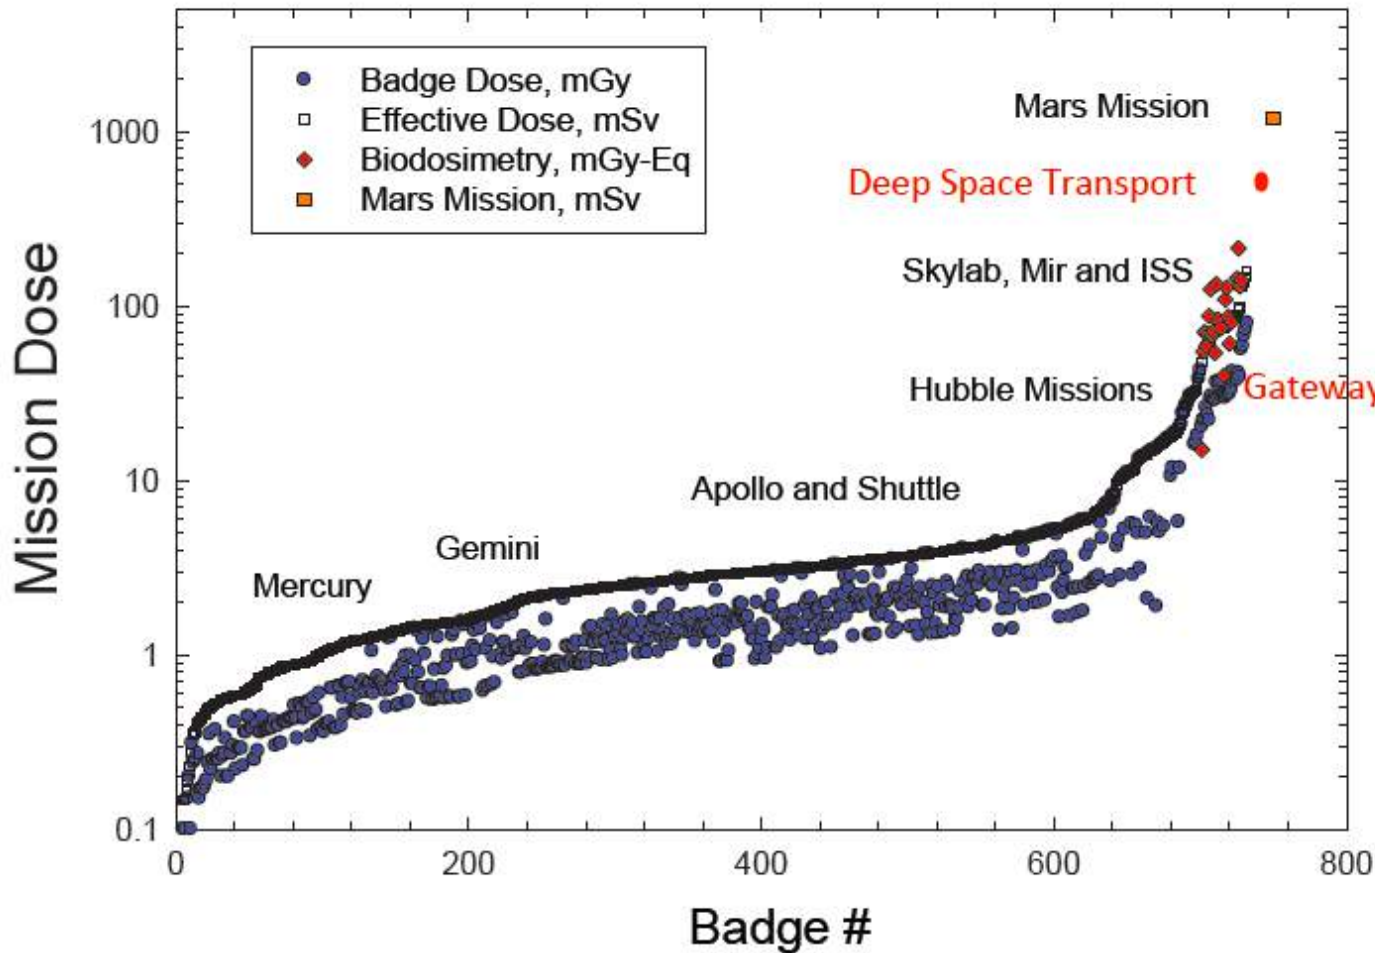 Badge Dose, mGy
Effective Dose, mSv
Biodosimetry, mGy-Eq
Mars Mission, mSv
Mars Mission
Deep Space Transport
Skylab, Mir and ISS
Hubble Missions
Gateway
Apollo and Shuttle
Gemini
Mercury
Mission Dose
1000
100
10
1
0.1
0 200 400 600 800
Badge #